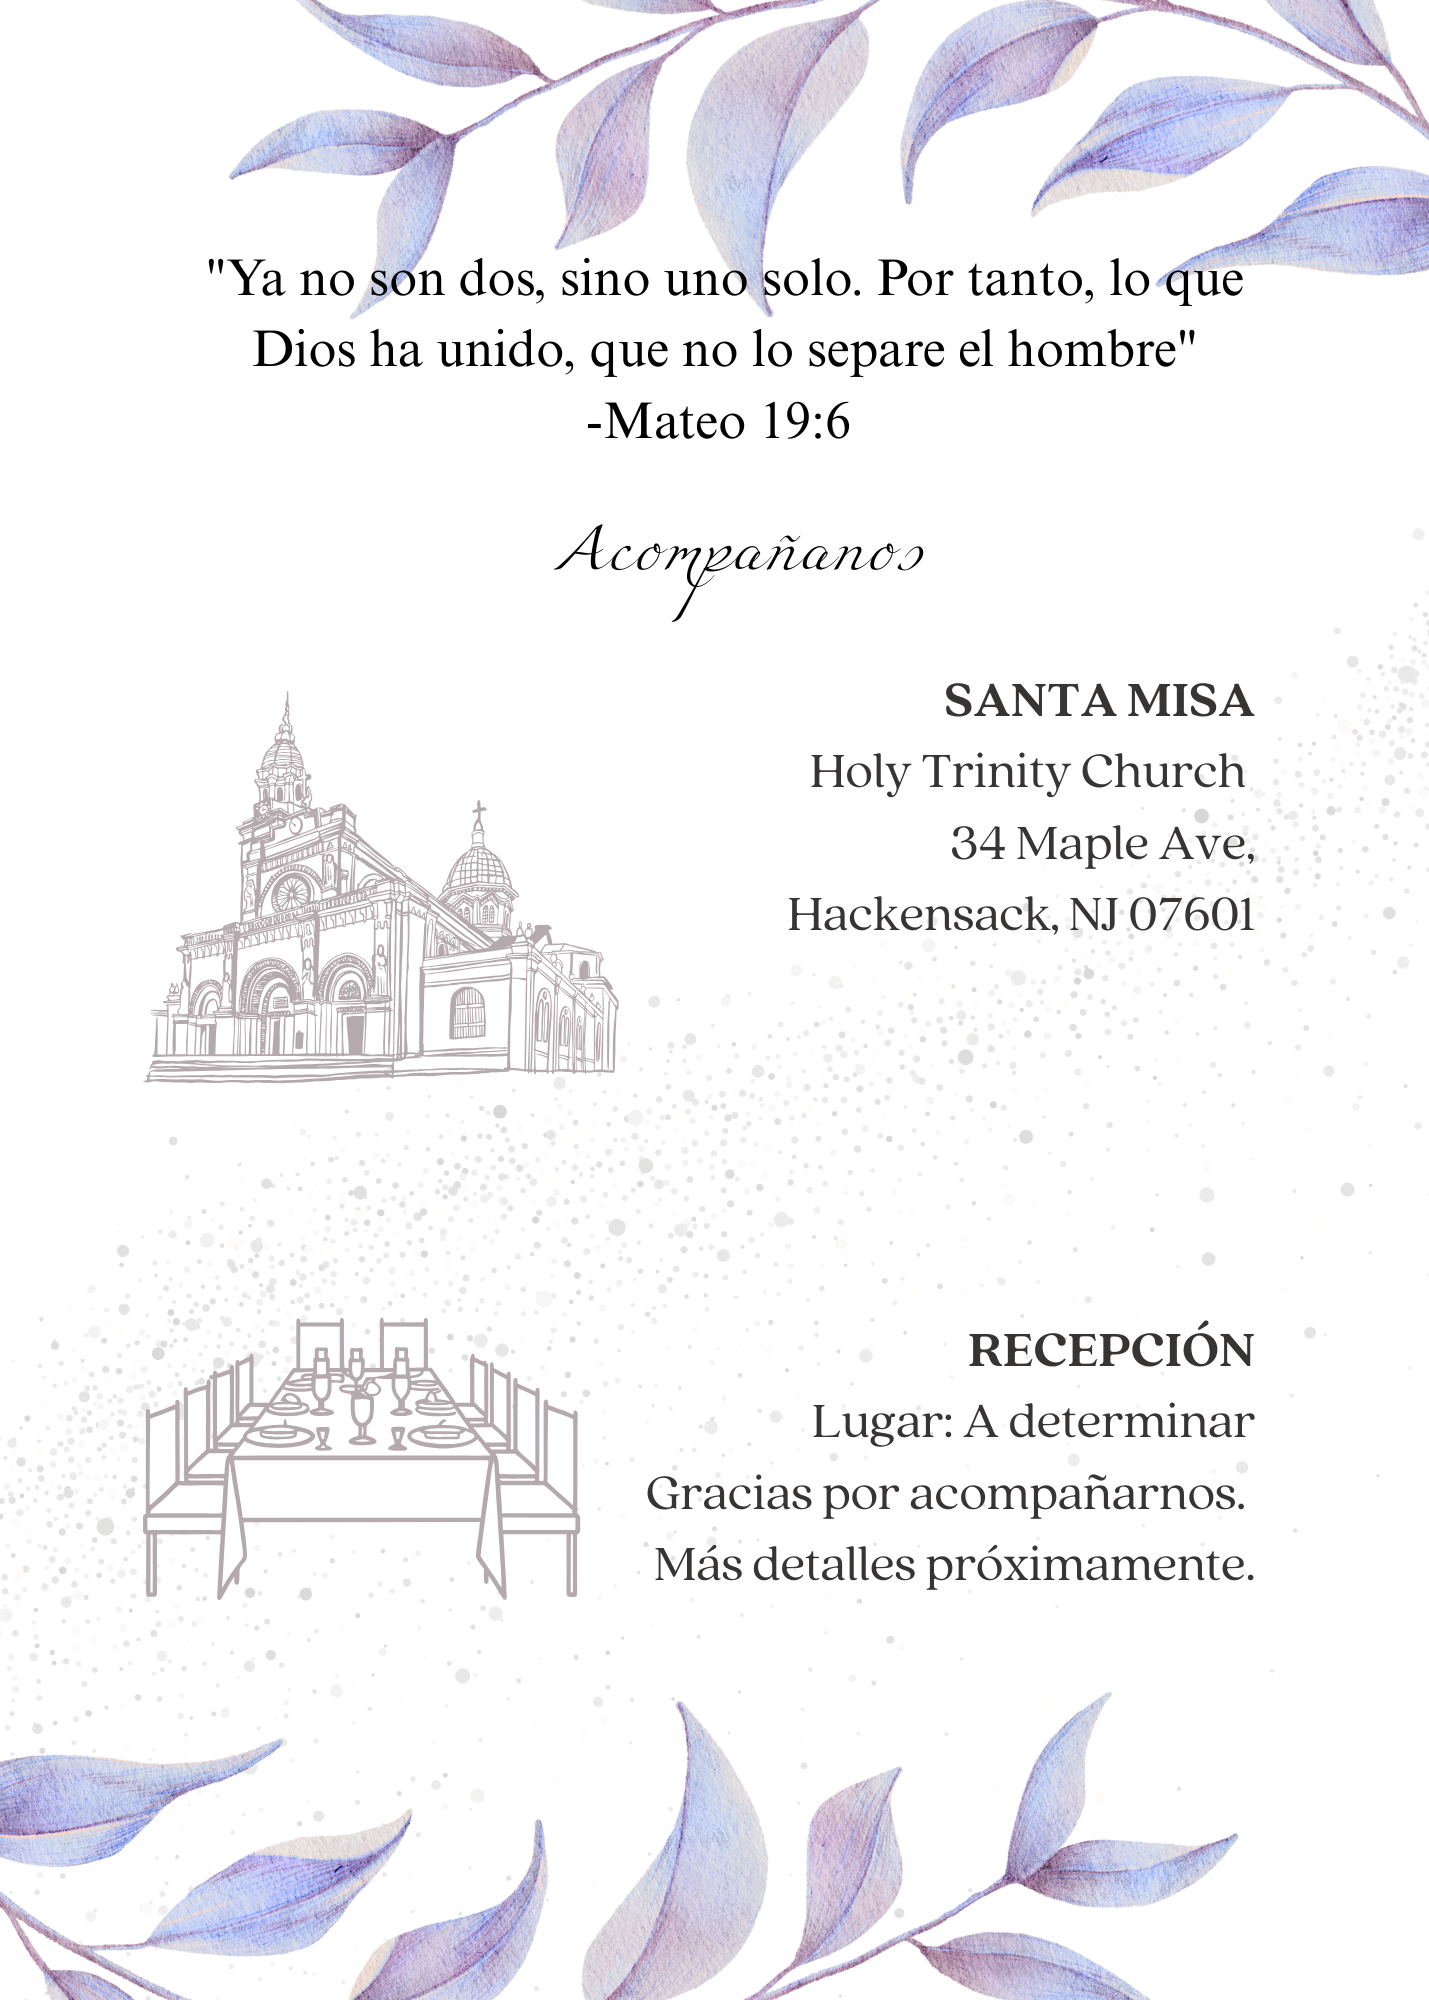 "Ya no son dos, sino uno solo. Por tanto, lo que
Dios ha unido, que no lo separe el hombre"
-Mateo 19:6
Acompañanos
SANTA MISA
Holy Trinity Church
34 Maple Ave,
Hackensack, NJ 07601
RECEPCIÓN
Lugar: A determinar
Gracias por acompañarnos.
Más detalles próximamente.